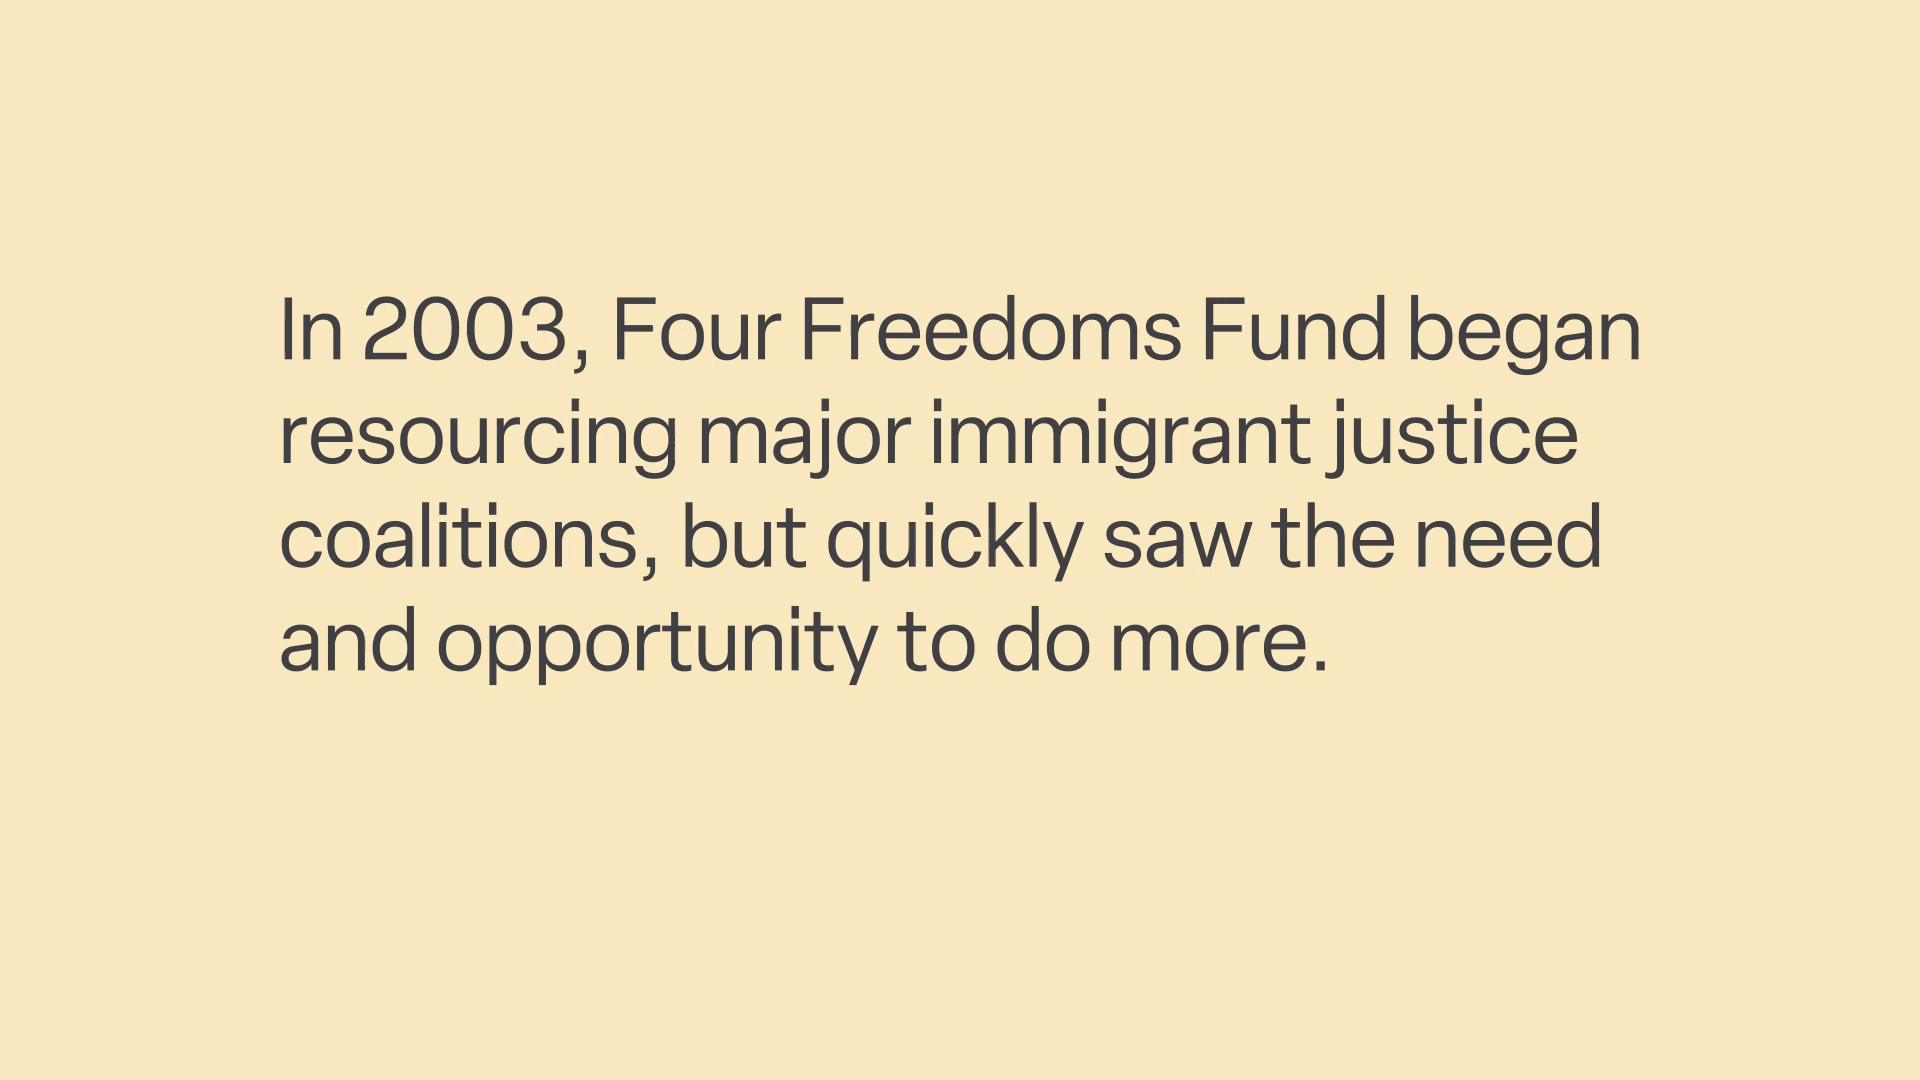 In 2003, Four Freedoms Fund began
resourcing major immigrant justice
coalitions, but quickly saw the need
and opportunity to do more.